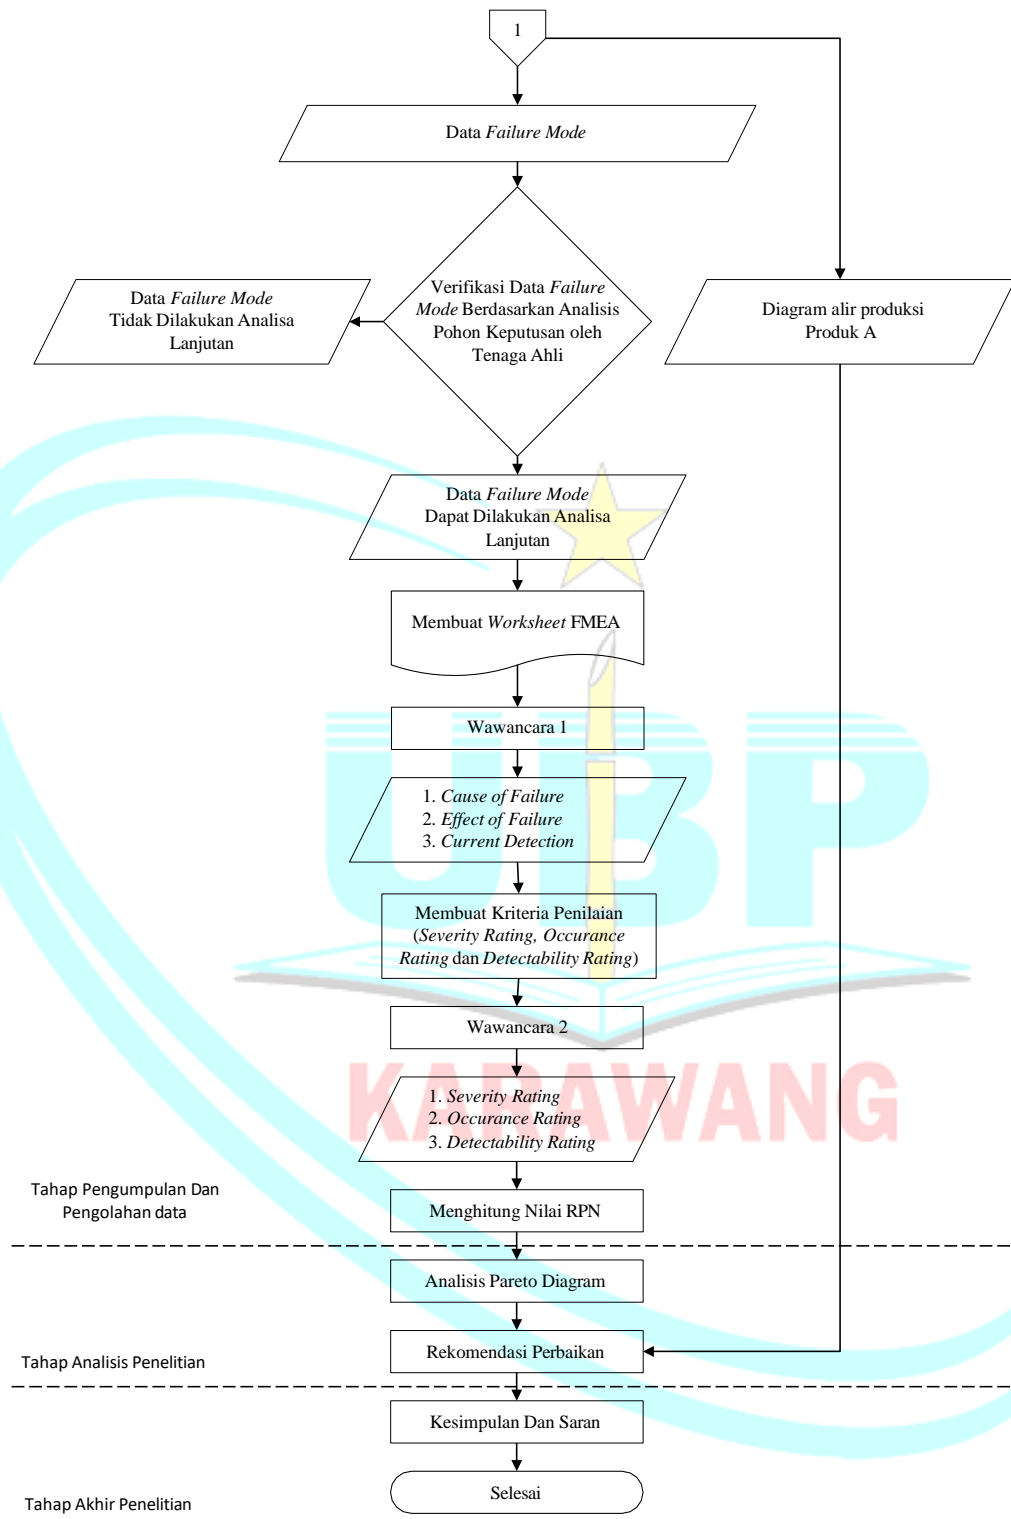 1
Data Failure Mode
Verifikasi Data Failure
Mode Berdasarkan Analisis
Pohon Keputusan oleh
Tenaga Ahli
Data Failure Mode
Tidak Dilakukan Analisa
Lanjutan
Diagram alir produksi
Produk A
Data Failure Mode
Dapat Dilakukan Analisa
Lanjutan
Membuat Worksheet FMEA
Wawancara 1
1. Cause of Failure
2. Effect of Failure
3. Current Detection
Membuat Kriteria Penilaian
(Severity Rating, Occurance
Rating dan Detectability Rating)
Wawancara 2
1. Severity Rating
2. Occurance Rating
3. Detectability Rating
Tahap Pengumpulan Dan
Pengolahan data
Menghitung Nilai RPN
Analisis Pareto Diagram
Tahap Analisis Penelitian
Rekomendasi Perbaikan
Kesimpulan Dan Saran
Selesai
Tahap Akhir Penelitian
UBP
KARAWANG